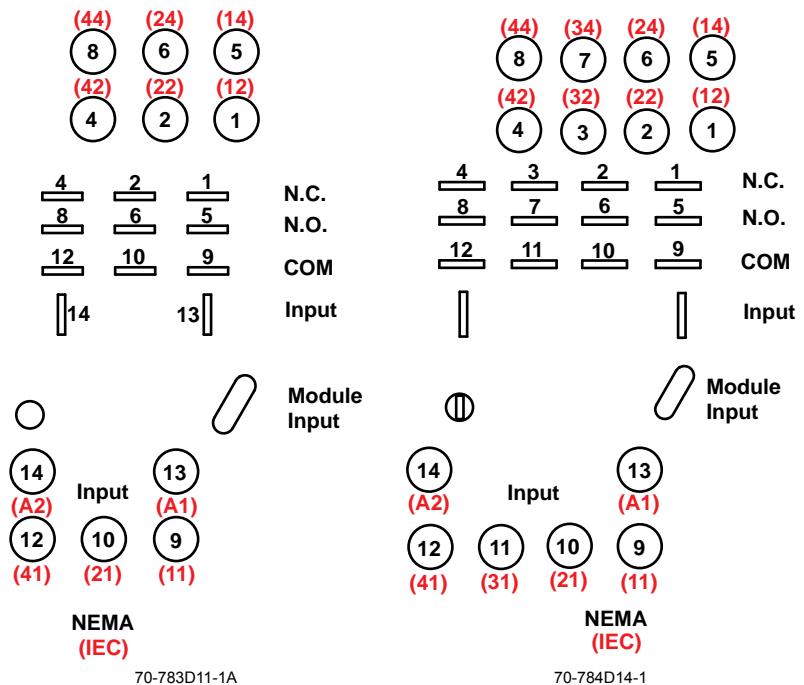 (44) (24) (14)
8 6 5
(42) (22) (12)
4 2 1
4 2 1 N.C.
8 6 5 N.O.
12 10 9 COM
14 13 Input
Module
Input
14 13
Input
(A2) (A1)
12 10 9
(41) (21) (11)
NEMA
(IEC)
70-783D11-1A
(44) (34) (24) (14)
8 7 6 5
(42) (32) (22) (12)
4 3 2 1
4 3 2 1 N.C.
8 7 6 5 N.O.
12 11 10 9 COM
Input
Module
Input
14 13
Input
(A2) (A1)
12 11 10 9
(41) (31) (21) (11)
NEMA
(IEC)
70-784D14-1